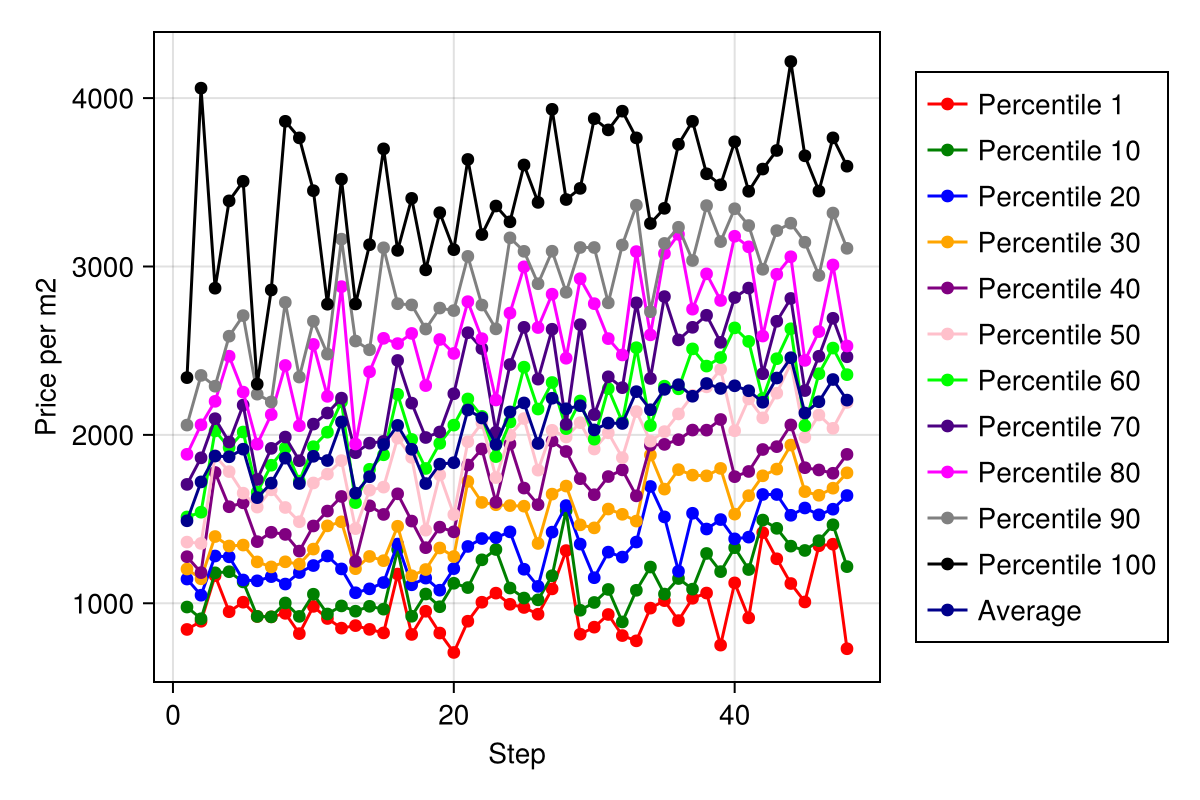 4000
3000
2000
1000
Price per m2
0
20
40
Step
Percentile 1
Percentile 10
Percentile 20
Percentile 30
Percentile 40
Percentile 50
Percentile 60
Percentile 70
Percentile 80
Percentile 90
Percentile 100
Average